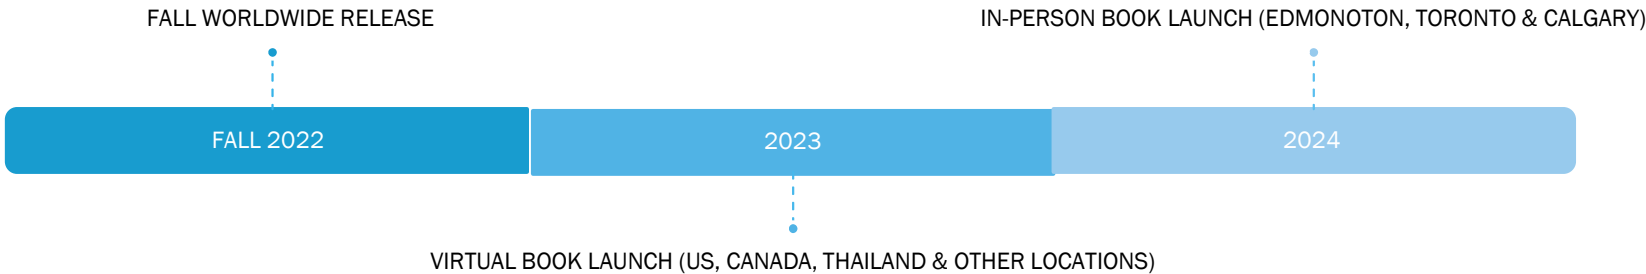 FALL WORLDWIDE RELEASE
IN-PERSON BOOK LAUNCH (EDMONOTON, TORONTO & CALGARY)
FALL 2022
2023
2024
VIRTUAL BOOK LAUNCH (US, CANADA, THAILAND & OTHER LOCATIONS)